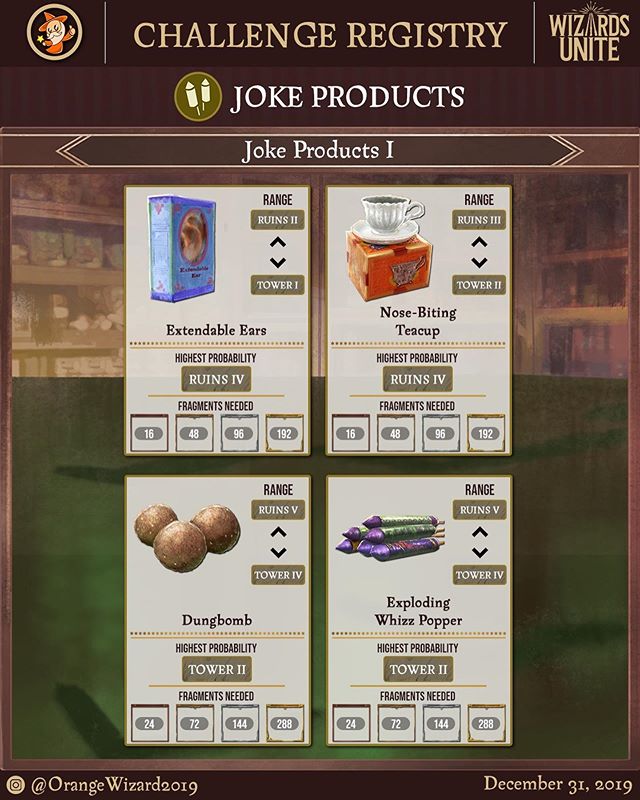 CHALLENGE REGISTRY
WIZARDS
UNITE
JOKE PRODUCTS
Joke Products I
Extendable
Ear
RANGE
RUINS II
TOWER I
Extendable Ears
HIGHEST PROBABILITY
RUINS IV
FRAGMENTS NEEDED
16 48 96 192
RANGE
RUINS III
TOWER II
Nose-Biting
Teacup
HIGHEST PROBABILITY
RUINS IV
FRAGMENTS NEEDED
16 48 96 192
RANGE
RUINS V
TOWER IV
Dungbomb
HIGHEST PROBABILITY
TOWER II
FRAGMENTS NEEDED
24 72 144 288
RANGE
RUINS V
TOWER IV
Exploding
Whizz Popper
HIGHEST PROBABILITY
TOWER II
FRAGMENTS NEEDED
24 72 144 288
@OrangeWizard2019
December 31, 2019